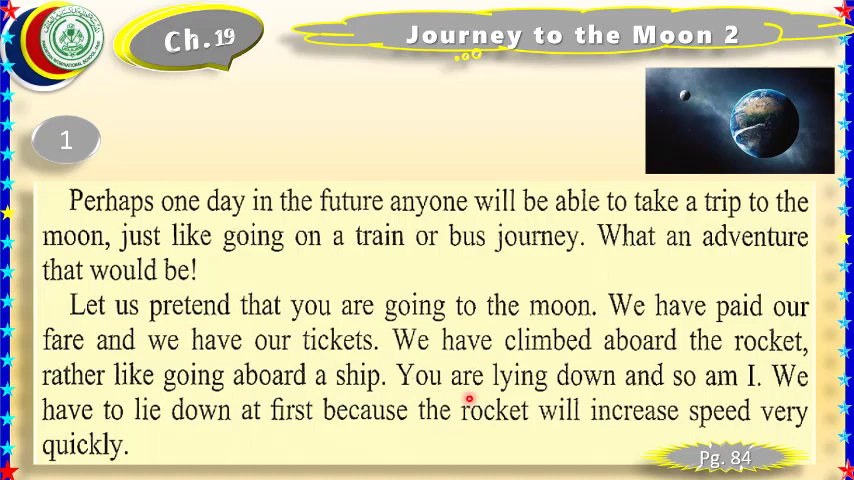 Ch.19
Journey to the Moon 2
1
Perhaps one day in the future anyone will be able to take a trip to the
moon, just like going on a train or bus journey. What an adventure
that would be!
Let us pretend that you are going to the moon. We have paid our
fare and we have our tickets. We have climbed aboard the rocket,
rather like going aboard a ship. You are lying down and so am I. We
have to lie down at first because the rocket will increase speed very
quickly.
Pg. 84